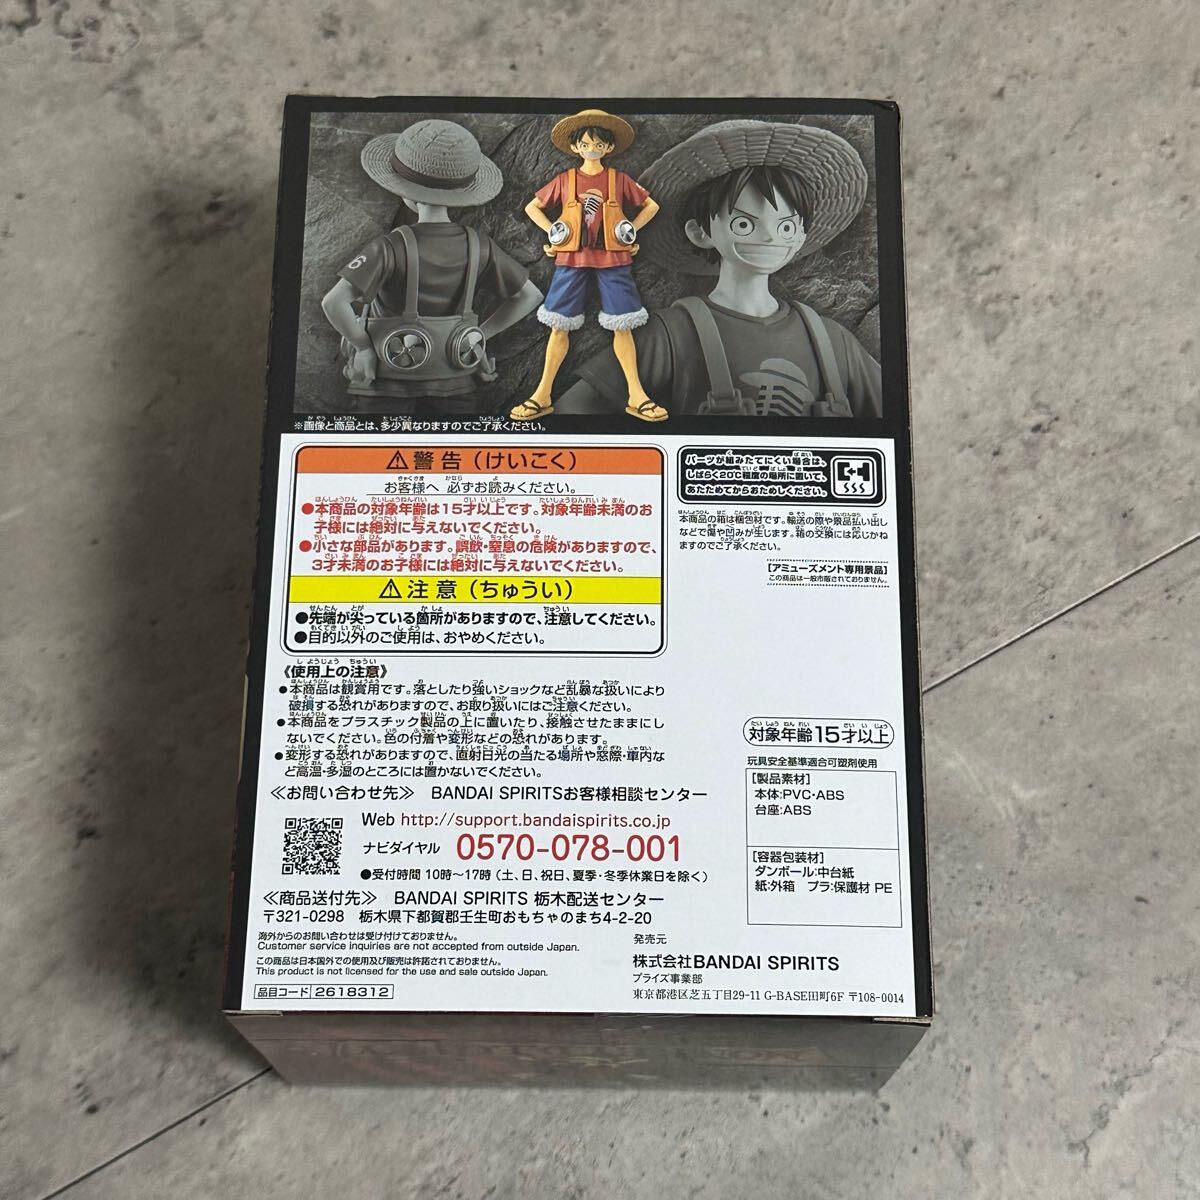 6
※画像と商品とは、多少異なりますのでご了承ください。
⚠警告(けいこく)
お客様へ 必ずお読みください。
●本商品の対象年齢は15才以上です。対象年齢未満のお
子様には絶対に与えないでください。
●小さな部品があります。誤飲・窒息の危険がありますので、
3才未満のお子様には絶対に与えないでください。
⚠注意(ちゅうい)
●先端が尖っている箇所がありますので、注意してください。
●目的以外のご使用は、おやめください。
《使用上の注意》
●本商品は観賞用です。落としたり強いショックなど乱暴な扱いにより
破損する恐れがありますので、お取り扱いにはご注意ください。
●本商品をプラスチック製品の上に置いたり、接触させたままにし
ないでください。色の付着や変形などの恐れがあります。
●変形する恐れがありますので、直射日光の当たる場所や窓際・車内な
ど高温・多湿のところには置かないでください。
パーツが組みたてにくい場合は、
しばらく20℃程度の場所に置いて、
あたためてからおためしください。
本商品の箱は梱包材です。輸送の際や景品払い出し
などで傷や凹みが生じます。箱の交換には応じかね
ますのでご了承ください。
[アミューズメント専用景品]
この商品は一般市販されておりません。
対象年齢15才以上
玩具安全基準適合可塑剤使用
[製品素材]
本体:PVC・ABS
台座:ABS
[容器包装材]
ダンボール:中台紙
紙:外箱 プラ:保護材 PE
≪お問い合わせ先≫ BANDAI SPIRITSお客様相談センター
Web http://support.bandaispirits.co.jp
ナビダイヤル 0570-078-001
●受付時間 10時～17時(土、日、祝日、夏季・冬季休業日を除く)
≪商品送付先≫ BANDAI SPIRITS 栃木配送センター
〒321-0298 栃木県下都賀郡壬生町おもちゃのまち4-2-20
海外からのお問い合わせは受け付けておりません。
Customer service inquiries are not accepted from outside Japan.
この商品は日本国外での使用及び販売は許諾されておりません。
This product is not licensed for the use and sale outside Japan.
品目コード 2618312
発売元
株式会社BANDAI SPIRITS
プライズ事業部
東京都港区芝五丁目29-11 G-BASE田町6F 〒108-0014